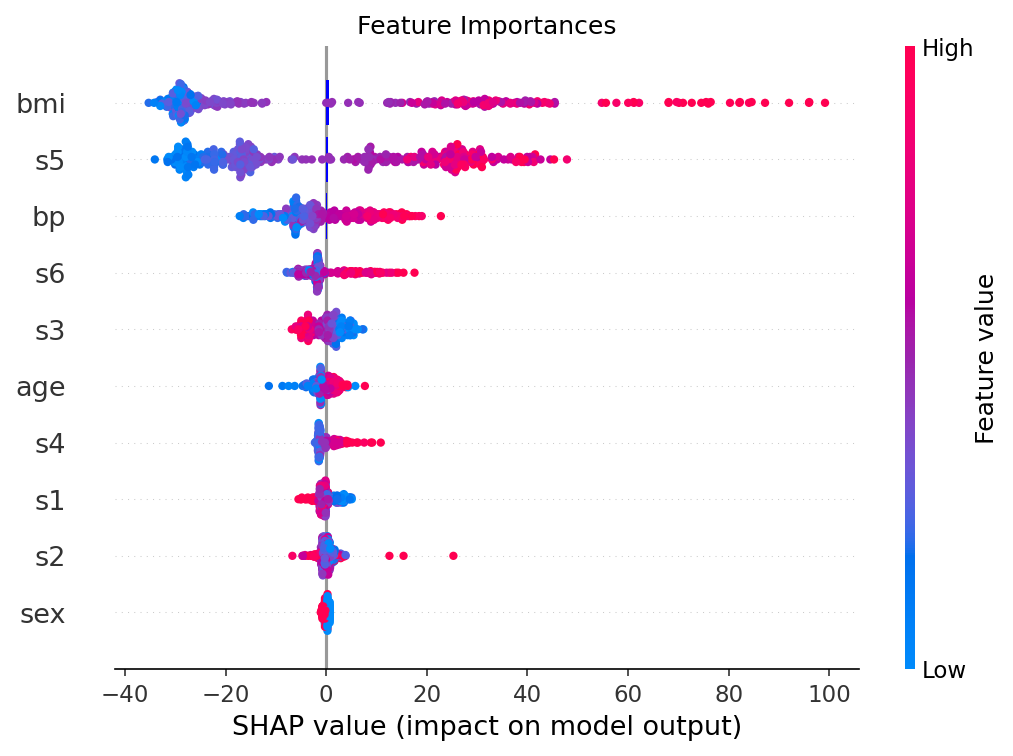 Feature Importances
High
bmi
s5
bp
s6
s3
age
s4
s1
s2
sex
Feature value
Low
−40 −20 0 20 40 60 80 100
SHAP value (impact on model output)